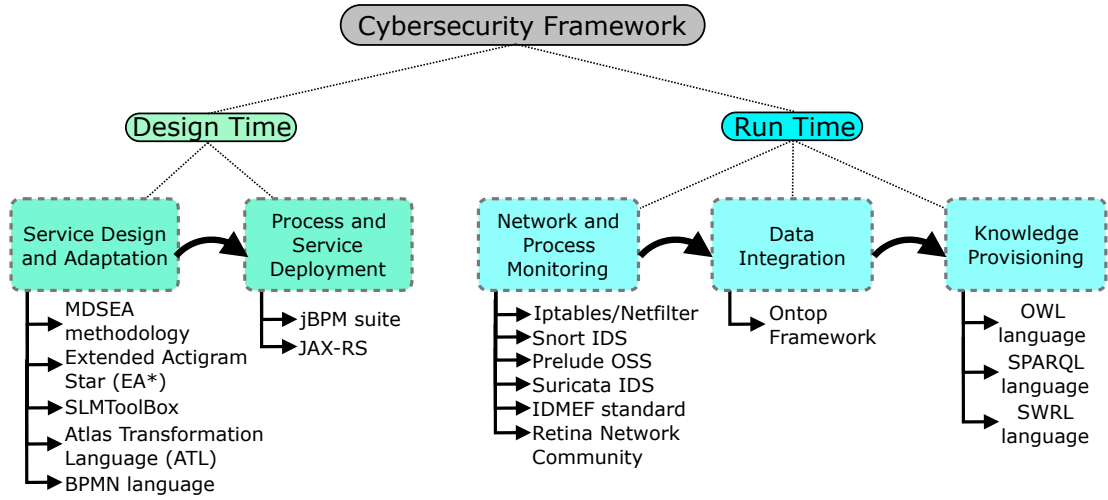 Cybersecurity Framework
Design Time
Run Time
Service Design
and Adaptation
Process and
Service
Deployment
Network and
Process
Monitoring
Data
Integration
Knowledge
Provisioning
MDSEA
methodology
Extended Actigram
Star (EA*)
SLMToolBox
Atlas Transformation
Language (ATL)
BPMN language
jBPM suite
JAX-RS
Iptables/Netfilter
Snort IDS
Prelude OSS
Suricata IDS
IDMEF standard
Retina Network
Community
Ontop
Framework
OWL
language
SPARQL
language
SWRL
language